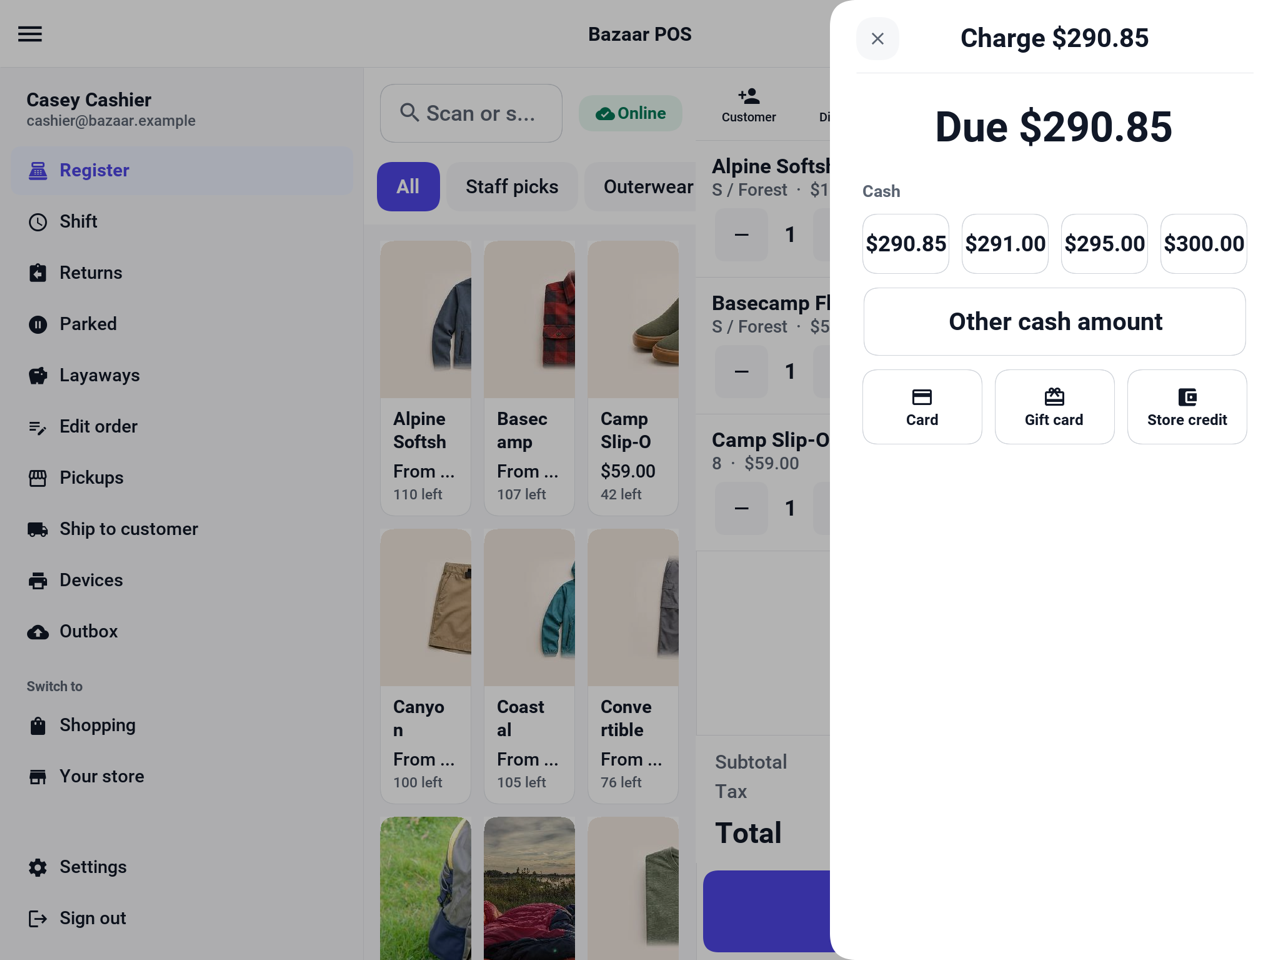 Bazaar POS
Casey Cashier
cashier@bazaar.example
Register
Shift
Returns
Parked
Layaways
Edit order
Pickups
Ship to customer
Devices
Outbox
Switch to
Shopping
Your store
Settings
Sign out
Scan or s...
Online
All
Staff picks
Outerwear
Alpine
Softsh
From ...
110 left
Basec
amp
From ...
107 left
Camp
Slip-O
$59.00
42 left
Canyo
n
From ...
100 left
Coast
al
From ...
105 left
Conve
rtible
From ...
76 left
Customer
Di
Alpine Softsh
S / Forest · $1
1
Basecamp Fl
S / Forest · $5
1
Camp Slip-O
8 · $59.00
1
Subtotal
Tax
Total
Charge $290.85
Due $290.85
Cash
$290.85
$291.00
$295.00
$300.00
Other cash amount
Card
Gift card
Store credit